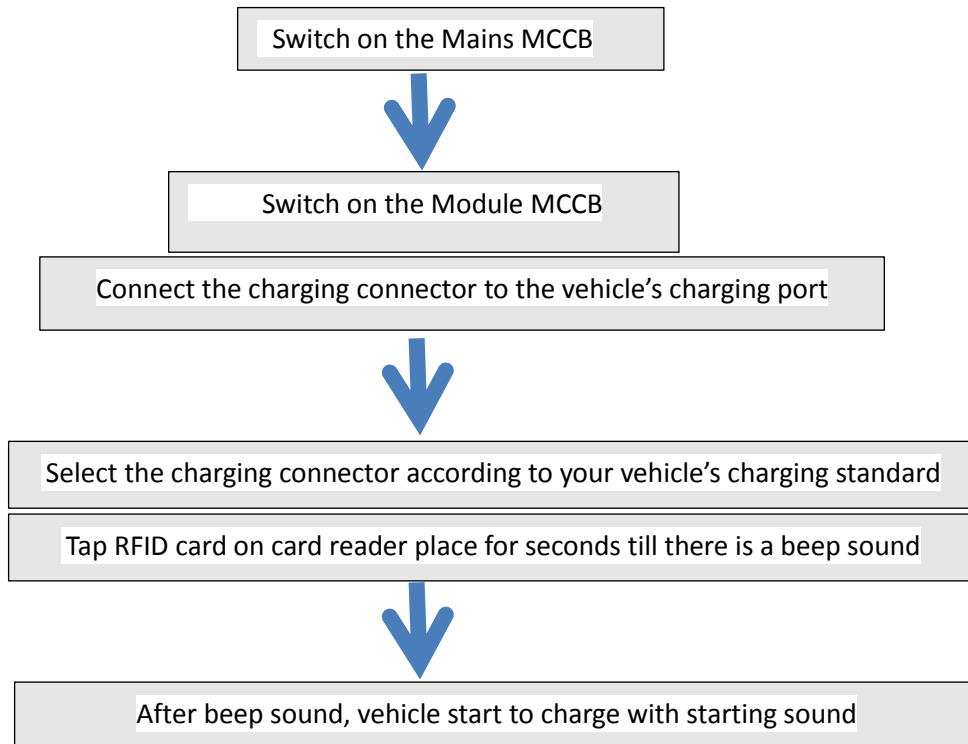 Switch on the Mains MCCB
Switch on the Module MCCB
Connect the charging connector to the vehicle’s charging port
Select the charging connector according to your vehicle’s charging standard
Tap RFID card on card reader place for seconds till there is a beep sound
After beep sound, vehicle start to charge with starting sound